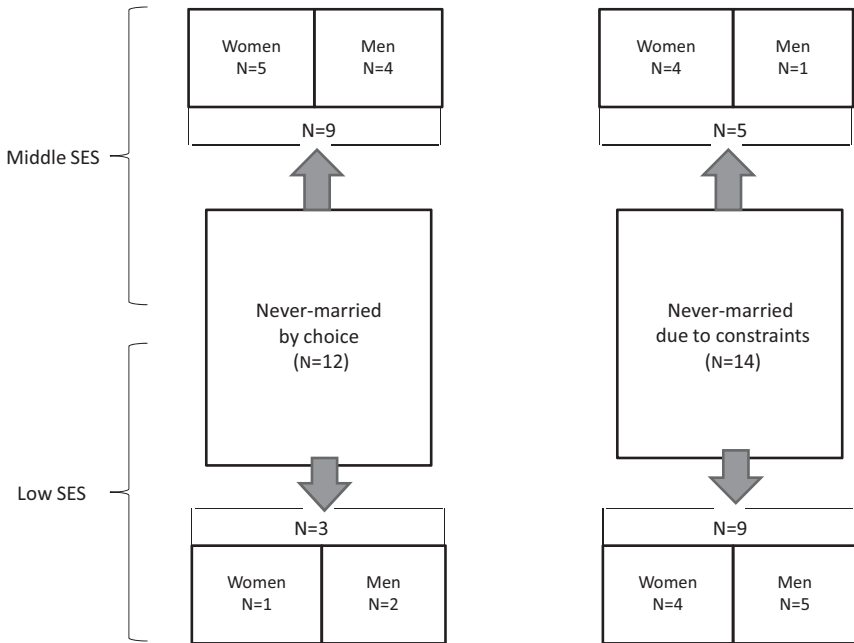 Women
N=5
Men
N=4
Women
N=4
Men
N=1
N=9
N=5
Middle SES
Never-married
by choice
(N=12)
Never-married
due to constraints
(N=14)
Low SES
N=3
N=9
Women
N=1
Men
N=2
Women
N=4
Men
N=5